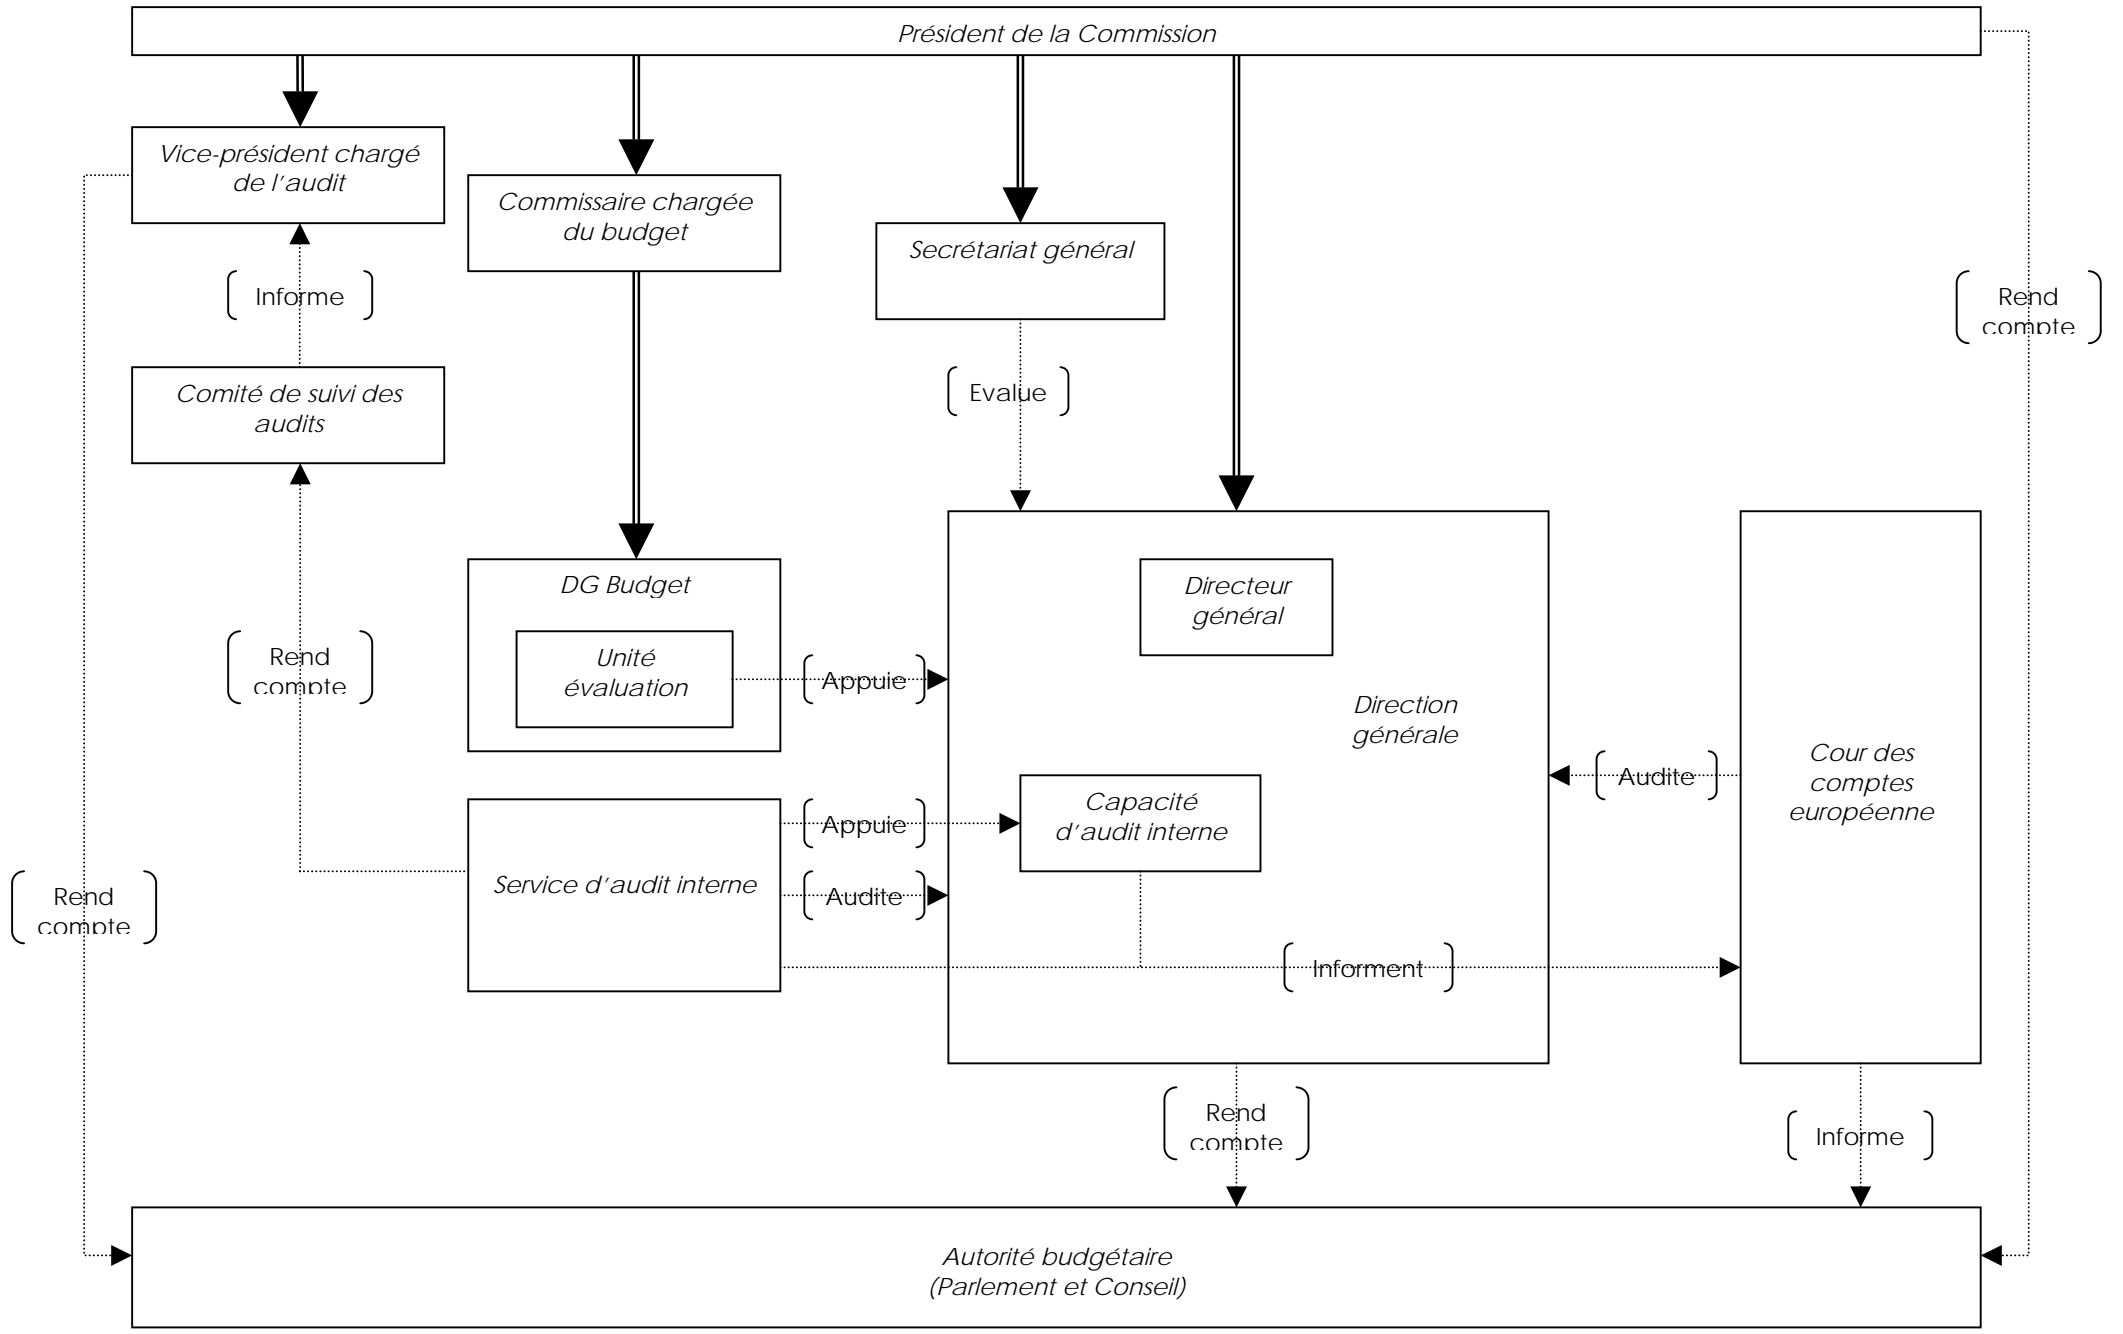 Président de la Commission
Vice-président chargé
de l'audit
Commissaire chargée
du budget
Secrétariat général
Informe
Rend
compte
Evalue
Comité de suivi des
audits
DG Budget
Unité
évaluation
Directeur
général
Rend
compte
Appuie
Direction
générale
Cour des
comptes
européenne
Audite
Capacité
d'audit interne
Appuie
Service d'audit interne
Audite
Rend
compte
Informent
Rend
compte
Informe
Autorité budgétaire
(Parlement et Conseil)